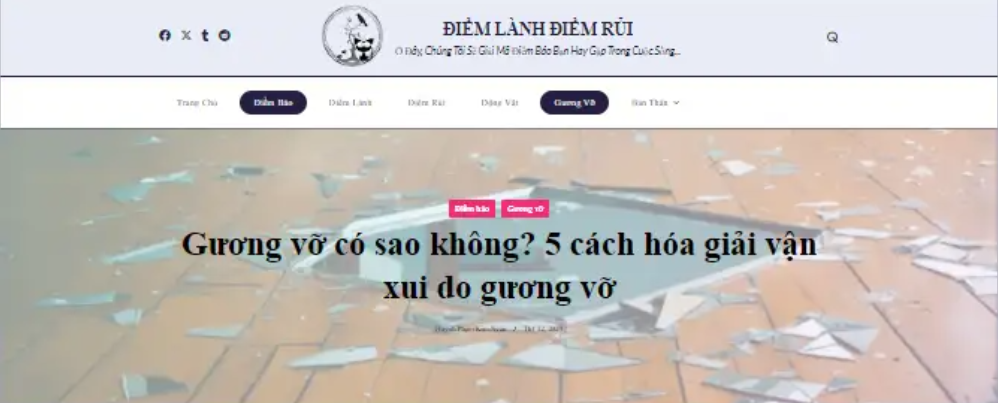 ĐIỀM LÀNH ĐIỀM RỦI
Ở Đây, Chúng Tôi Sẽ Giải Mã Điềm Báo Bạn Hay Gặp Trong Cuộc Sống...
Trang Chủ
Điềm Báo
Điềm Lành
Điềm Rủi
Động Vật
Gương Vỡ
Bản Thân
Điềm báo
Gương vỡ
Gương vỡ có sao không? 5 cách hóa giải vận
xui do gương vỡ